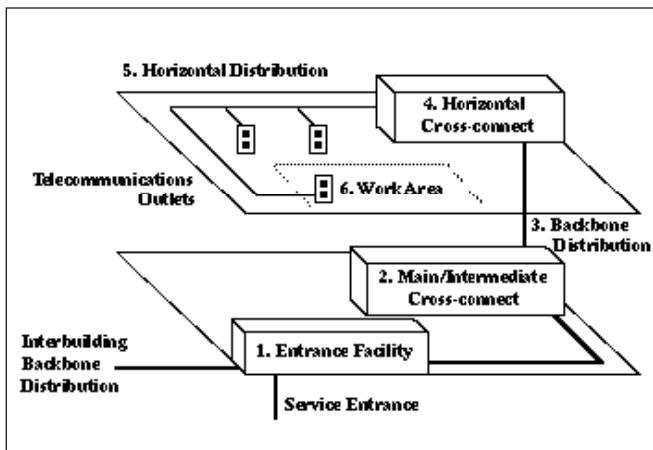 5. Horizontal Distribution
4. Horizontal
Cross-connect
Telecommunications
Outlets
6. Work Area
3. Backbone
Distribution
2. Main/Intermediate
Cross-connect
Interbuilding
Backbone
Distribution
1. Entrance Facility
Service Entrance